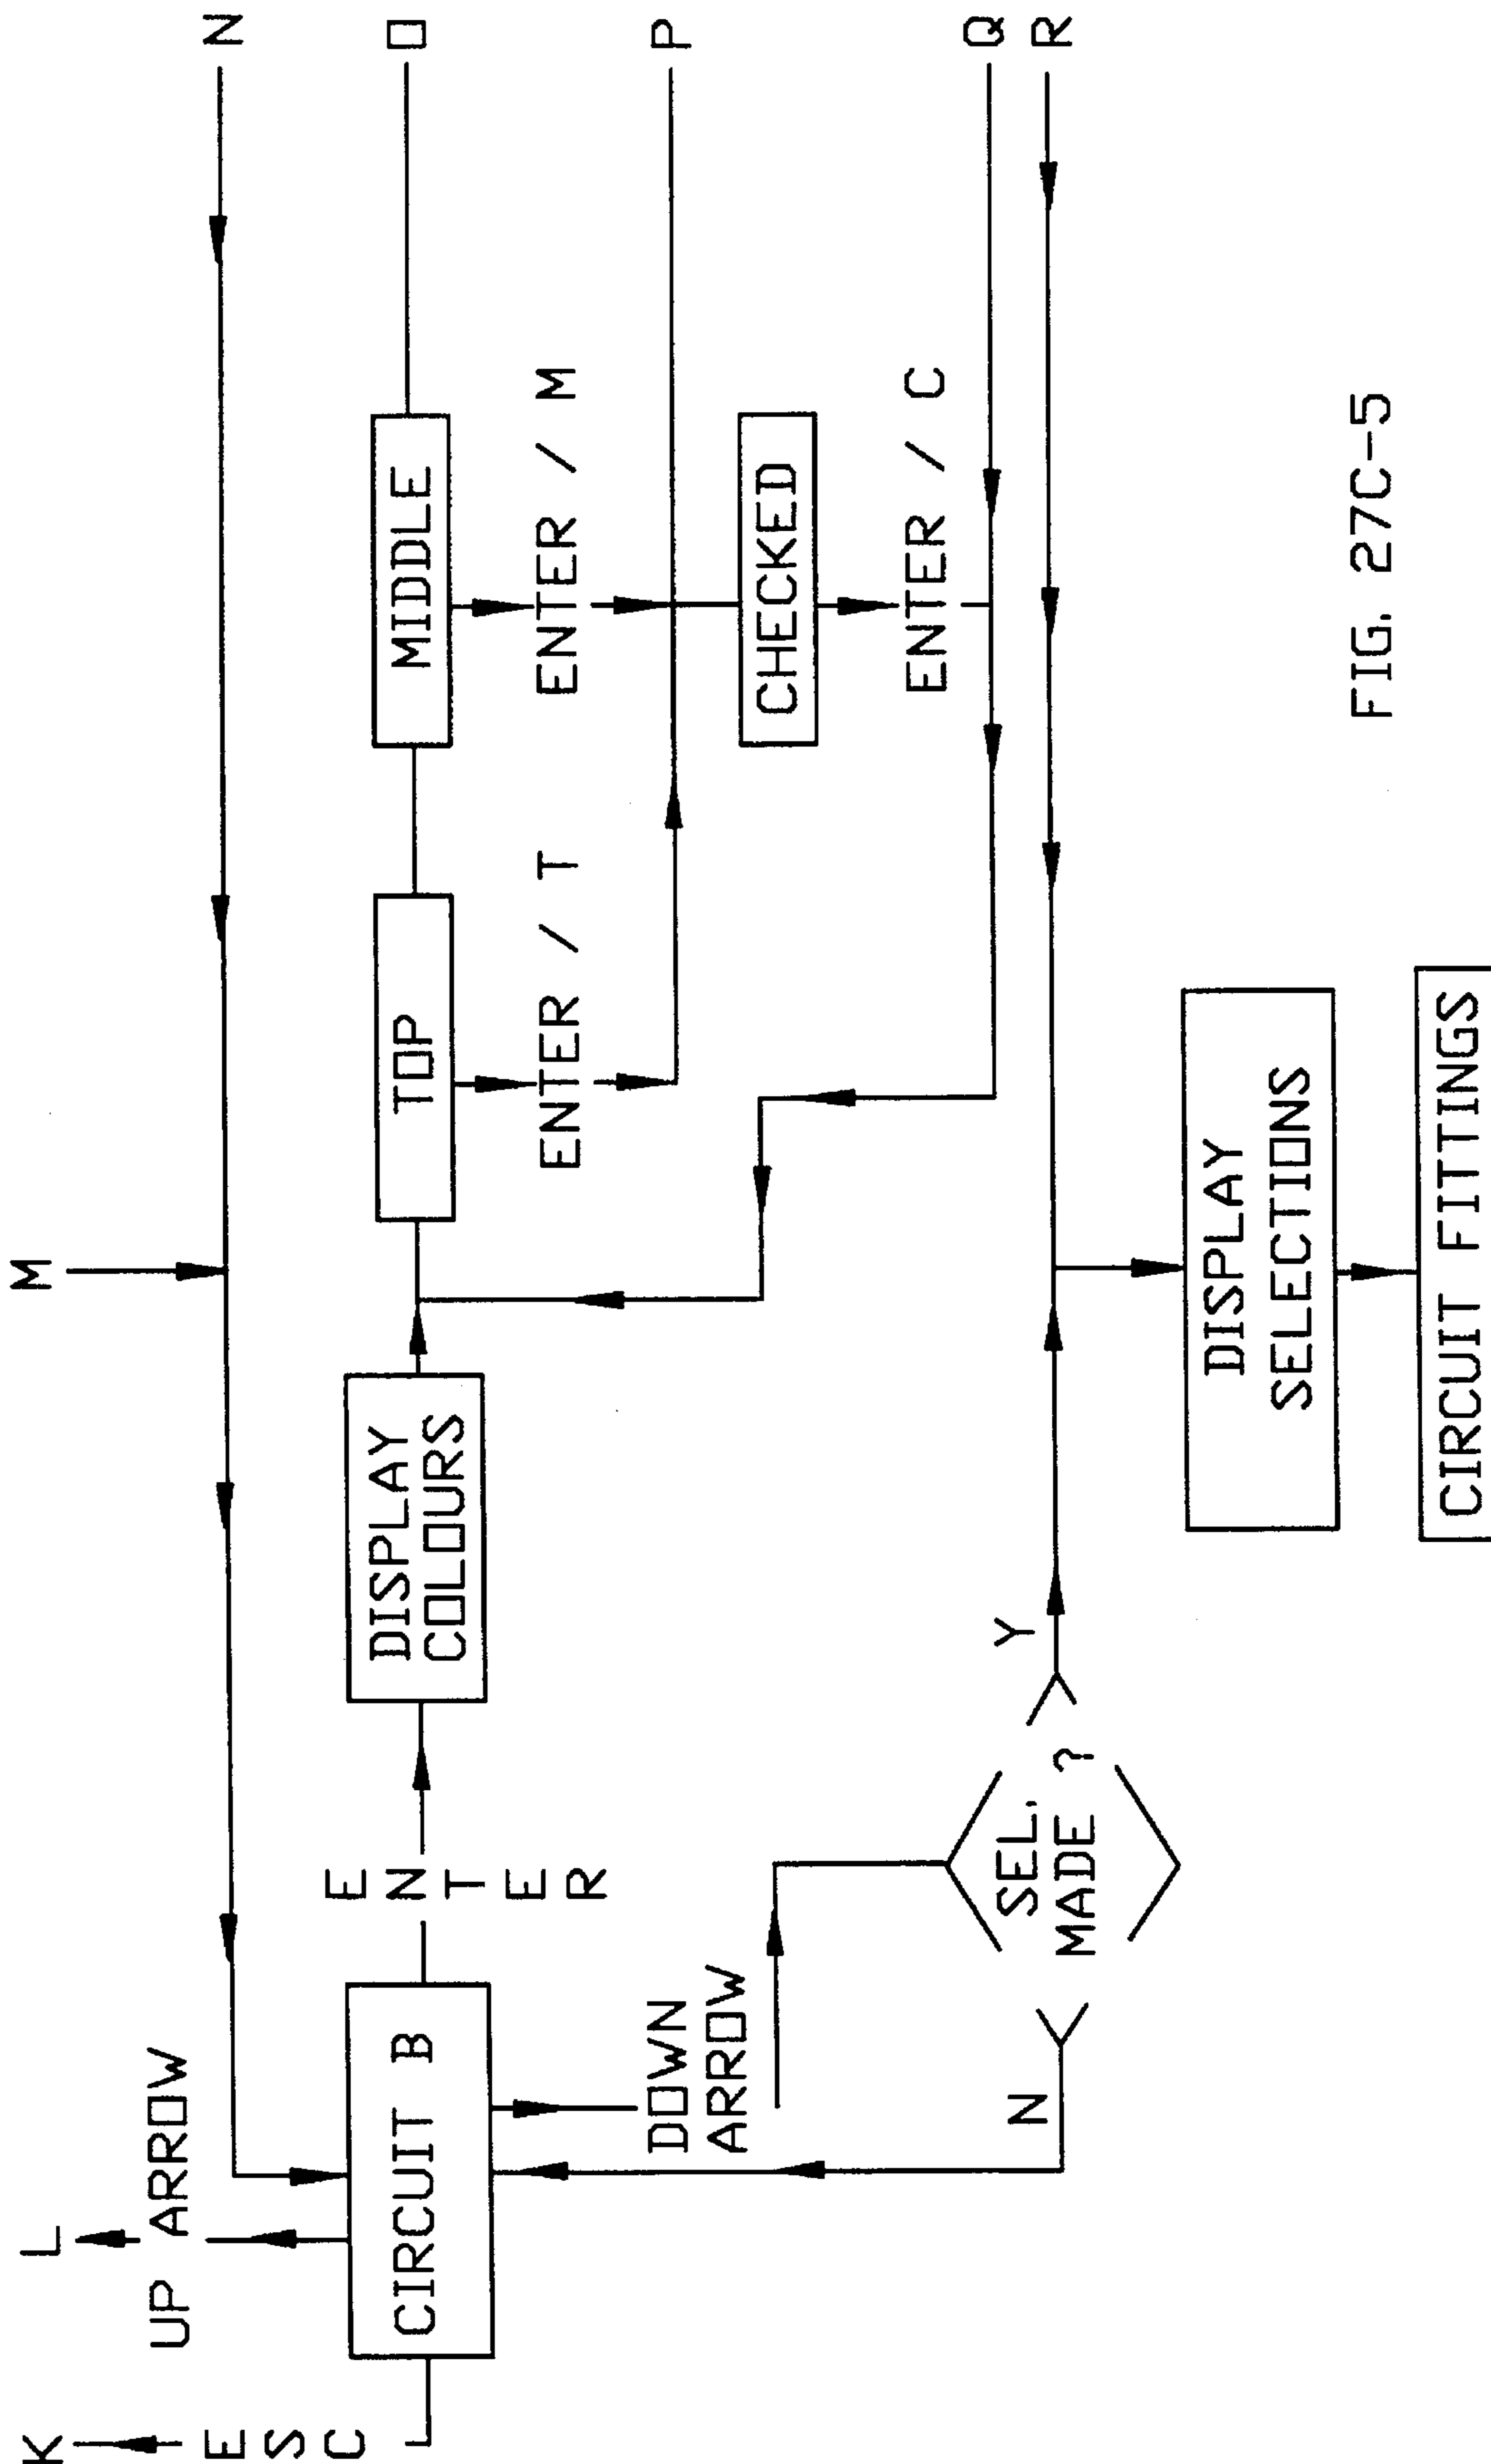 K
L
M
UP ARROW
N
ESC
CIRCUIT B
ENTER
DISPLAY
COLOURS
TOP
MIDDLE
O
ENTER / T
ENTER / M
P
DOWN
ARROW
CHECKED
ENTER / C
Q
R
N
SEL.
MADE ?
Y
DISPLAY
SELECTIONS
CIRCUIT FITTINGS
FIG. 27C-5